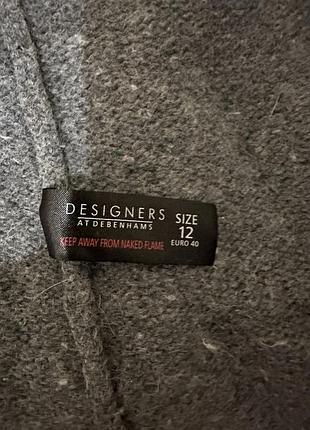 DESIGNERS
AT DEBENHAMS
KEEP AWAY FROM NAKED FLAME
SIZE
12
EURO 40